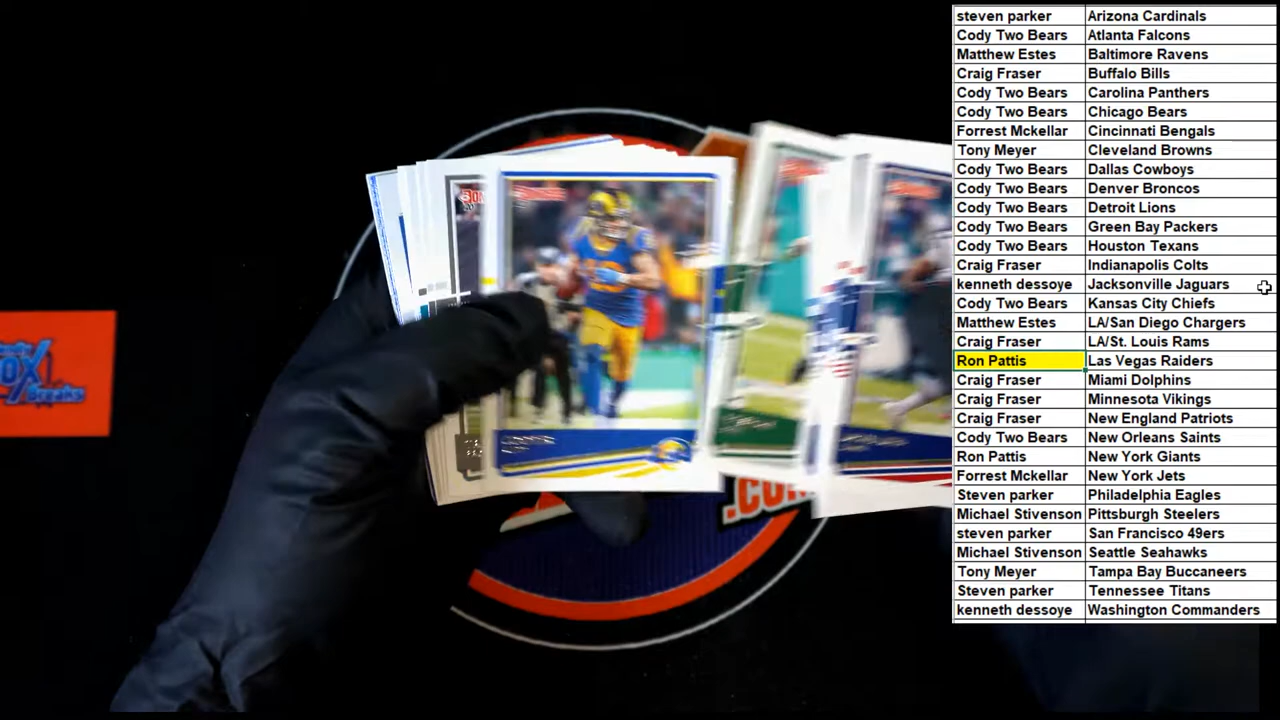 steven parker Arizona Cardinals
Cody Two Bears Atlanta Falcons
Matthew Estes Baltimore Ravens
Craig Fraser Buffalo Bills
Cody Two Bears Carolina Panthers
Cody Two Bears Chicago Bears
Forrest Mckellar Cincinnati Bengals
Tony Meyer Cleveland Browns
Cody Two Bears Dallas Cowboys
Cody Two Bears Denver Broncos
Cody Two Bears Detroit Lions
Cody Two Bears Green Bay Packers
Cody Two Bears Houston Texans
Craig Fraser Indianapolis Colts
kenneth dessoye Jacksonville Jaguars
Cody Two Bears Kansas City Chiefs
Matthew Estes LA/San Diego Chargers
Craig Fraser LA/St. Louis Rams
Ron Pattis Las Vegas Raiders
Craig Fraser Miami Dolphins
Craig Fraser Minnesota Vikings
Craig Fraser New England Patriots
Cody Two Bears New Orleans Saints
Ron Pattis New York Giants
Forrest Mckellar New York Jets
Steven parker Philadelphia Eagles
Michael Stivenson Pittsburgh Steelers
steven parker San Francisco 49ers
Michael Stivenson Seattle Seahawks
Tony Meyer Tampa Bay Buccaneers
Steven parker Tennessee Titans
kenneth dessoye Washington Commanders
.COM